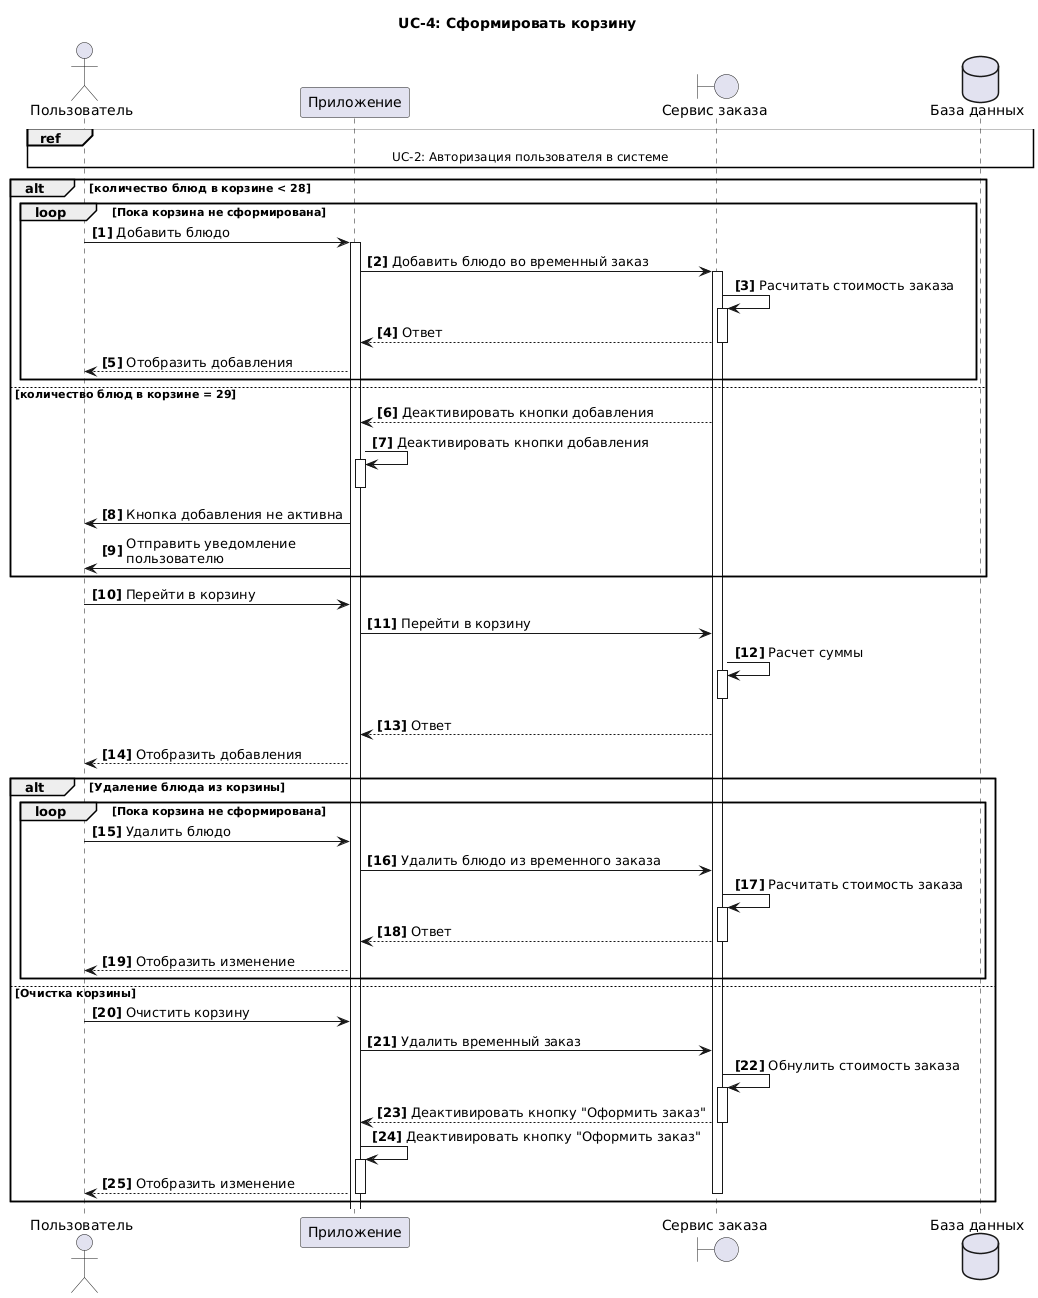 UC-4: Сформировать корзину
Пользователь
Приложение
Сервис заказа
База данных
ref
UC-2: Авторизация пользователя в системе
alt [количество блюд в корзине < 28]
loop [Пока корзина не сформирована]
[1] Добавить блюдо
[2] Добавить блюдо во временный заказ
[3] Расчитать стоимость заказа
[4] Ответ
[5] Отобразить добавления
[количество блюд в корзине = 29]
[6] Деактивировать кнопки добавления
[7] Деактивировать кнопки добавления
[8] Кнопка добавления не активна
[9] Отправить уведомление
пользователю
[10] Перейти в корзину
[11] Перейти в корзину
[12] Расчет суммы
[13] Ответ
[14] Отобразить добавления
alt [Удаление блюда из корзины]
loop [Пока корзина не сформирована]
[15] Удалить блюдо
[16] Удалить блюдо из временного заказа
[17] Расчитать стоимость заказа
[18] Ответ
[19] Отобразить изменение
[Очистка корзины]
[20] Очистить корзину
[21] Удалить временный заказ
[22] Обнулить стоимость заказа
[23] Деактивировать кнопку "Оформить заказ"
[24] Деактивировать кнопку "Оформить заказ"
[25] Отобразить изменение
Пользователь
Приложение
Сервис заказа
База данных